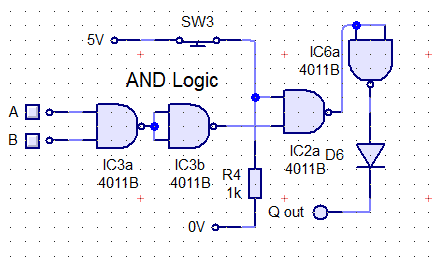 SW3
5V
IC6a
4011B
AND Logic
A
B
IC3a
4011B
IC3b
4011B
IC2a
4011B
D6
R4
1k
Q out
0V